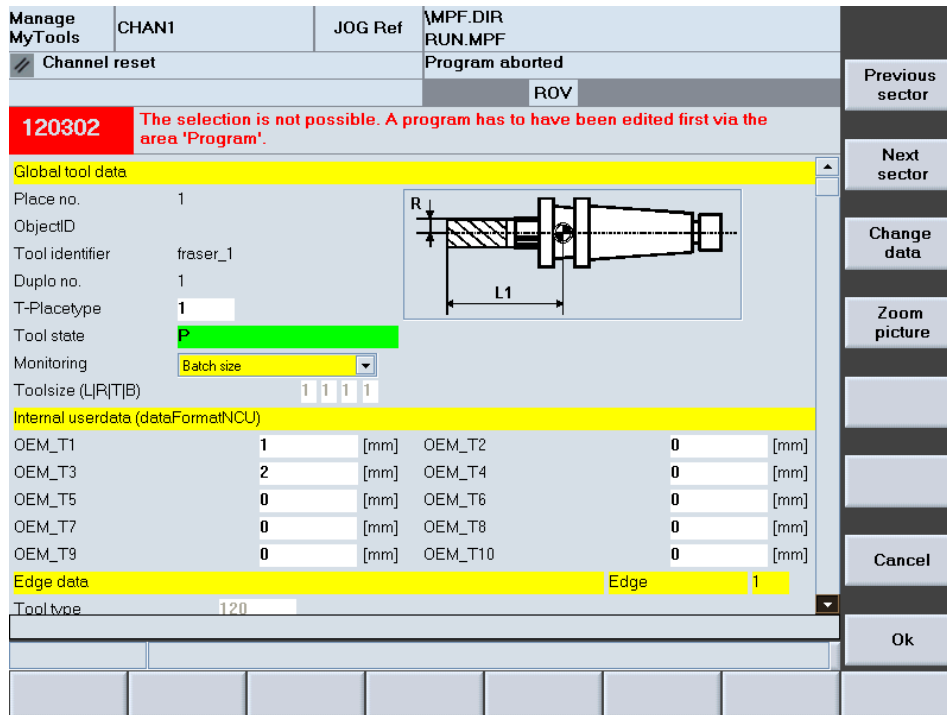 Manage
MyTools
CHAN1
JOG Ref
\MPF.DIR
RUN.MPF
Channel reset
Program aborted
ROV
120302
The selection is not possible. A program has to have been edited first via the
area 'Program'.
Global tool data
Place no. 1
ObjectID
Tool identifier fraser_1
Duplo no. 1
T-Placetype 1
Tool state P
Monitoring Batch size
Toolsize (L|R|T|B) 1 1 1 1
R
L1
Internal userdata (dataFormatNCU)
OEM_T1 1 [mm] OEM_T2 0 [mm]
OEM_T3 2 [mm] OEM_T4 0 [mm]
OEM_T5 0 [mm] OEM_T6 0 [mm]
OEM_T7 0 [mm] OEM_T8 0 [mm]
OEM_T9 0 [mm] OEM_T10 0 [mm]
Edge data Edge 1
Tool type 120
Previous
sector
Next
sector
Change
data
Zoom
picture
Cancel
Ok